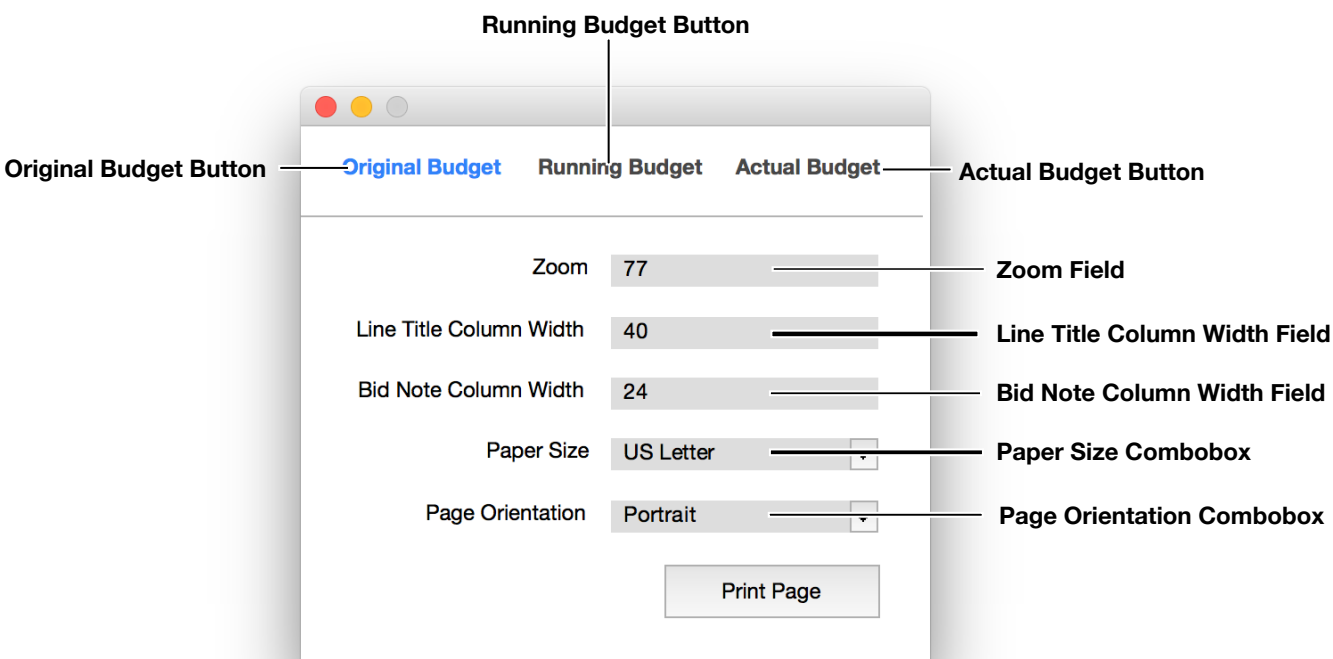 Running Budget Button
Original Budget Button
Original Budget Running Budget Actual Budget
Actual Budget Button
Zoom 77 Zoom Field
Line Title Column Width 40 Line Title Column Width Field
Bid Note Column Width 24 Bid Note Column Width Field
Paper Size US Letter Paper Size Combobox
Page Orientation Portrait Page Orientation Combobox
Print Page